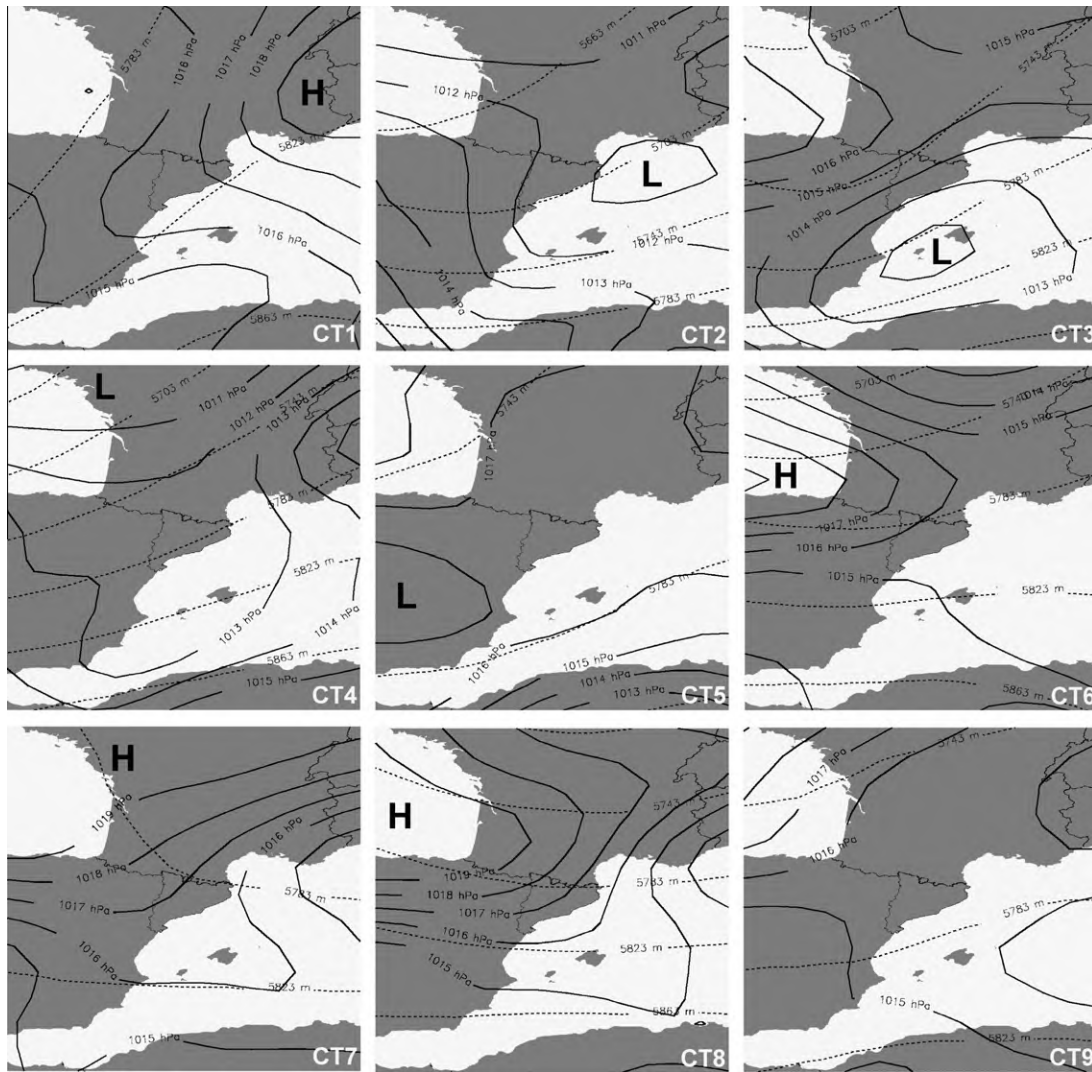 5783 m
1016 hPa
1017 hPa
1018 hPa
H
5823 m
1016 hPa
1015 hPa
5863 m
CT1
5663 m
1011 hPa
1012 hPa
5703 m
L
5743 m
1012 hPa
1013 hPa
1014 hPa
5783 m
CT2
5703 m
1015 hPa
5743 m
1016 hPa
1015 hPa
5783 m
1014 hPa
L
5823 m
1013 hPa
CT3
L
5703 m
1011 hPa
1012 hPa
1013 hPa
5783 m
5823 m
1013 hPa
1014 hPa
5863 m
1015 hPa
CT4
5743 m
1017 hPa
L
5783 m
1016 hPa
1015 hPa
1014 hPa
1013 hPa
CT5
5703 m
1014 hPa
1015 hPa
H
5783 m
1017 hPa
1016 hPa
1015 hPa
5823 m
5863 m
CT6
H
1019 hPa
1016 hPa
1018 hPa
5783 m
1017 hPa
1016 hPa
5823 m
1015 hPa
CT7
H
5743 m
1019 hPa
1018 hPa
5783 m
1017 hPa
1016 hPa
5823 m
1015 hPa
5863 m
CT8
1017 hPa
5743 m
1016 hPa
5783 m
1015 hPa
5823 m
CT9